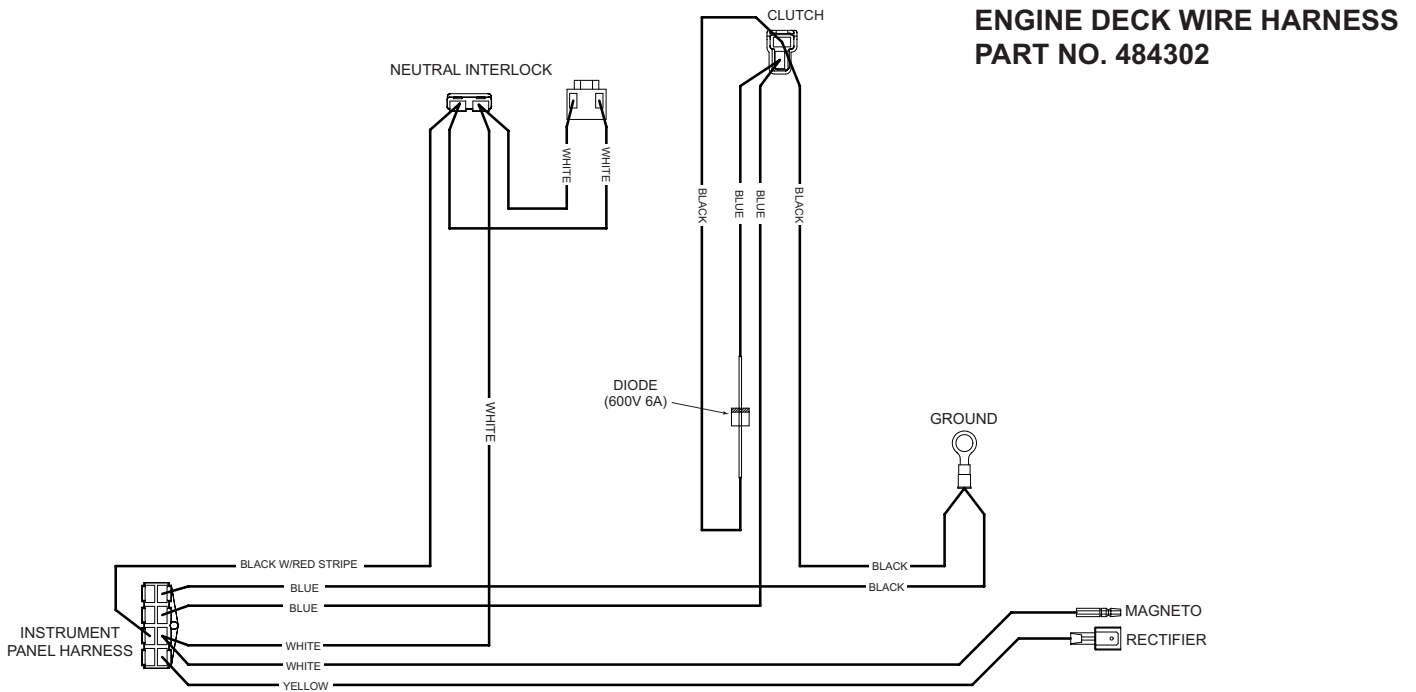 ENGINE DECK WIRE HARNESS
PART NO. 484302
CLUTCH
NEUTRAL INTERLOCK
WHITE
WHITE
BLACK
BLUE
BLUE
BLACK
DIODE
(600V 6A)
WHITE
GROUND
BLACK W/RED STRIPE
BLACK
BLUE
BLACK
BLUE
MAGNETO
INSTRUMENT
PANEL HARNESS
WHITE
RECTIFIER
WHITE
YELLOW